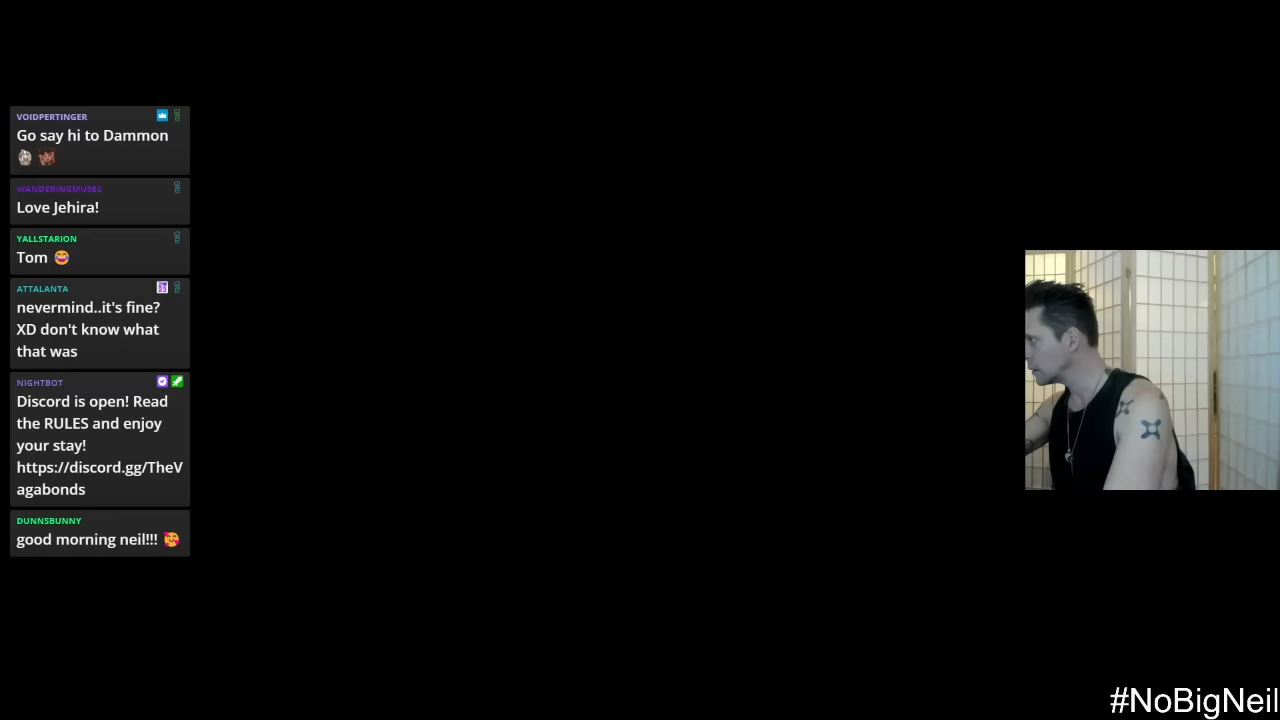 VOIDPERTINGER
Go say hi to Dammon
WANDERINGMUSES
Love Jehira!
YALLSTARION
Tom 😂
ATTALANTA
nevermind..it's fine?
XD don't know what
that was
NIGHTBOT
Discord is open! Read
the RULES and enjoy
your stay!
https://discord.gg/TheV
agabonds
DUNNSBUNNY
good morning neil!!! 🥰
#NoBigNeil